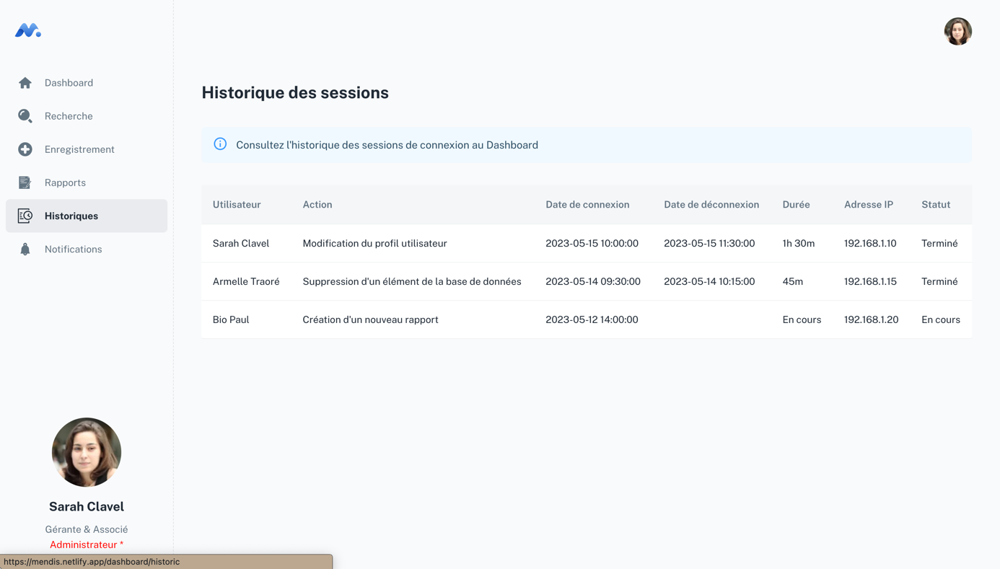 Dashboard
Recherche
Enregistrement
Rapports
Historiques
Notifications
Sarah Clavel
Gérante & Associé
Administrateur *
https://mendis.netlify.app/dashboard/historic
Historique des sessions
Consultez l'historique des sessions de connexion au Dashboard
Utilisateur Action Date de connexion Date de déconnexion Durée Adresse IP Statut
Sarah Clavel Modification du profil utilisateur 2023-05-15 10:00:00 2023-05-15 11:30:00 1h 30m 192.168.1.10 Terminé
Armelle Traoré Suppression d'un élément de la base de données 2023-05-14 09:30:00 2023-05-14 10:15:00 45m 192.168.1.15 Terminé
Bio Paul Création d'un nouveau rapport 2023-05-12 14:00:00 En cours 192.168.1.20 En cours